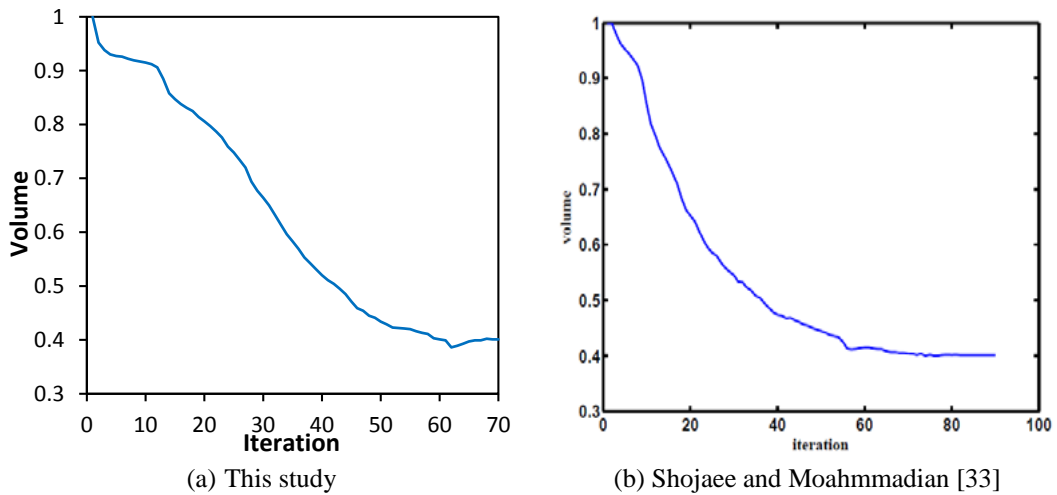 1
0.9
0.8
0.7
0.6
0.5
0.4
0.3
Volume
0 10 20 30 40 50 60 70
Iteration
(a) This study
1
0.9
0.8
0.7
0.6
0.5
0.4
0.3
volume
0 20 40 60 80 100
iteration
(b) Shojaee and Moahmmadian [33]